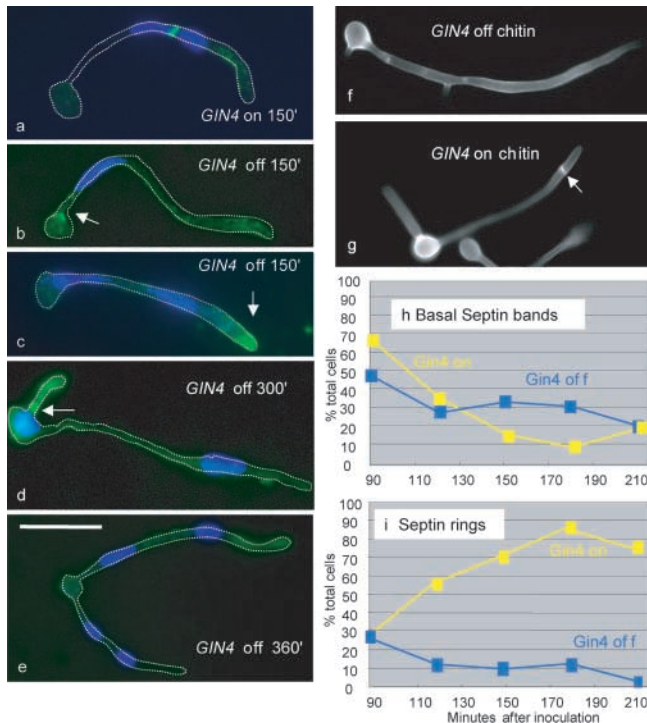 a
GIN4 on 150'
GIN4 off 150'
b
GIN4 off 150'
c
GIN4 off 300'
d
e
GIN4 off 360'
GIN4 off chitin
f
GIN4 on chitin
g
h Basal Septin bands
Gin4 on
Gin4 of f
% total cells
100
90
80
70
60
50
40
30
20
10
0
90 110 130 150 170 190 210
i Septin rings
Gin4 on
Gin4 of f
% total cells
100
90
80
70
60
50
40
30
20
10
0
90 110 130 150 170 190 210
Minutes after inoculation